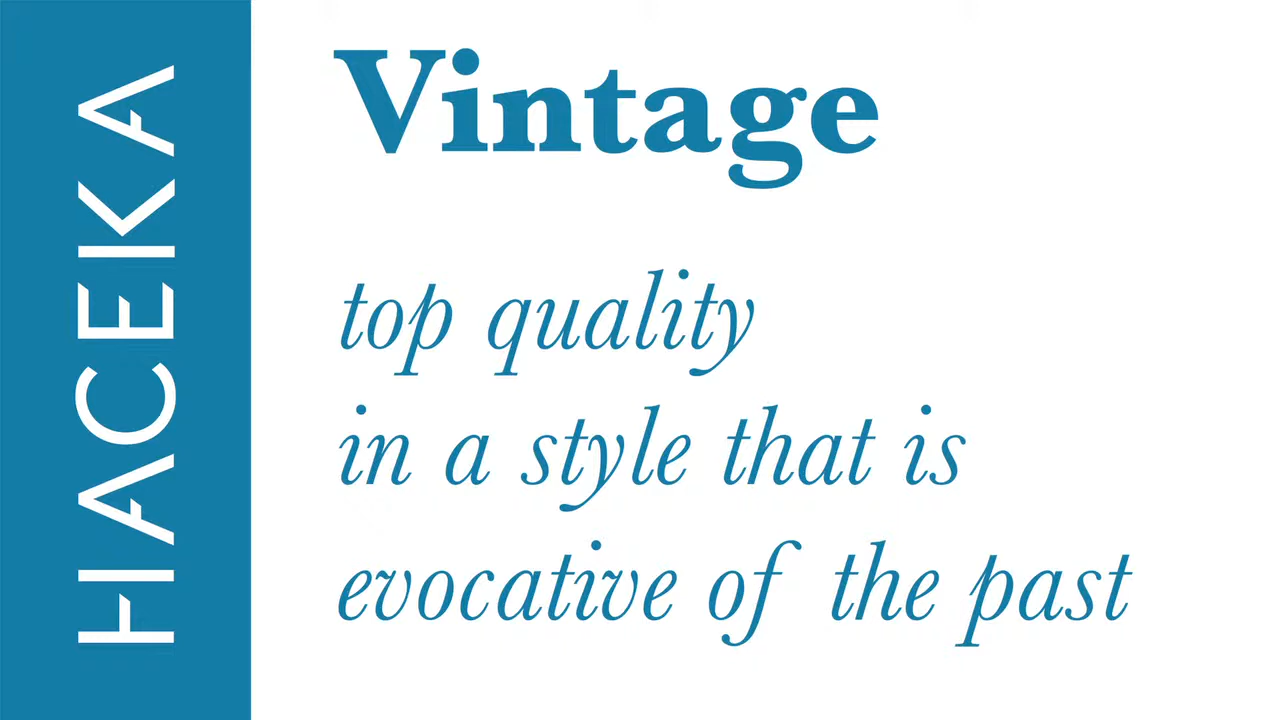 HACEKA
Vintage
top quality
in a style that is
evocative of the past